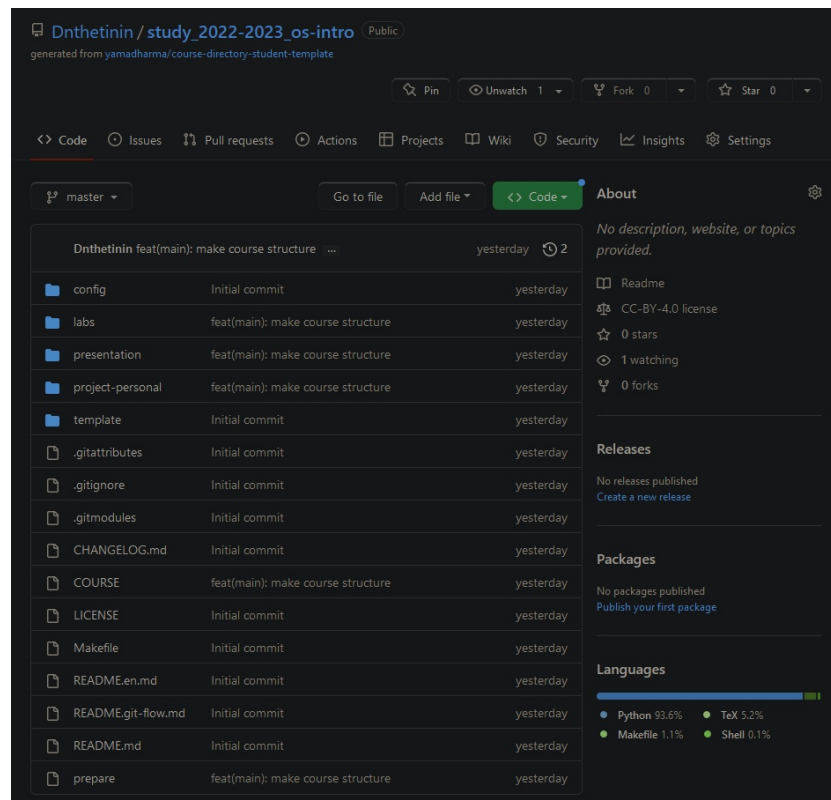 Dnthetinin / study_2022-2023_os-intro Public
generated from yamadharma/course-directory-student-template
Pin Unwatch 1 Fork 0 Star 0
Code Issues Pull requests Actions Projects Wiki Security Insights Settings
master Go to file Add file Code
Dnthetinin feat(main): make course structure ... yesterday 2
config Initial commit yesterday
labs feat(main): make course structure yesterday
presentation feat(main): make course structure yesterday
project-personal feat(main): make course structure yesterday
template Initial commit yesterday
.gitattributes Initial commit yesterday
.gitignore Initial commit yesterday
.gitmodules Initial commit yesterday
CHANGELOG.md Initial commit yesterday
COURSE feat(main): make course structure yesterday
LICENSE Initial commit yesterday
Makefile Initial commit yesterday
README.en.md Initial commit yesterday
README.git-flow.md Initial commit yesterday
README.md Initial commit yesterday
prepare feat(main): make course structure yesterday
About
No description, website, or topics
provided.
Readme
CC-BY-4.0 license
0 stars
1 watching
0 forks
Releases
No releases published
Create a new release
Packages
No packages published
Publish your first package
Languages
Python 93.6% TeX 5.2%
Makefile 1.1% Shell 0.1%